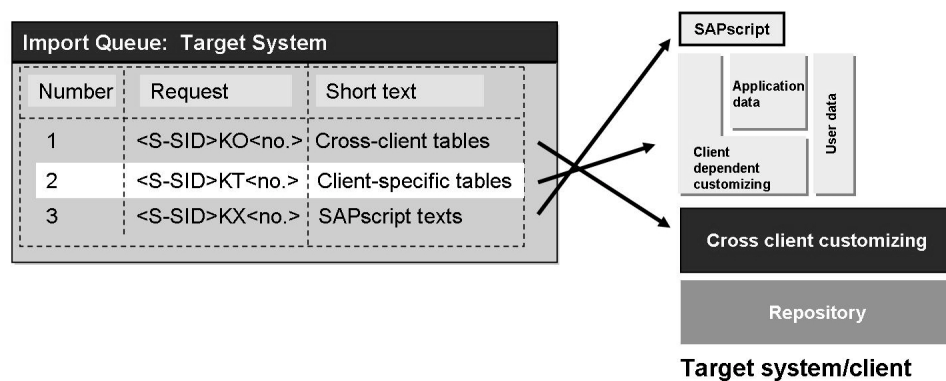 Import Queue: Target System
Number Request Short text
1 <S-SID>KO<no.> Cross-client tables
2 <S-SID>KT<no.> Client-specific tables
3 <S-SID>KX<no.> SAPscript texts
SAPscript
Application
data
User data
Client
dependent
customizing
Cross client customizing
Repository
Target system/client